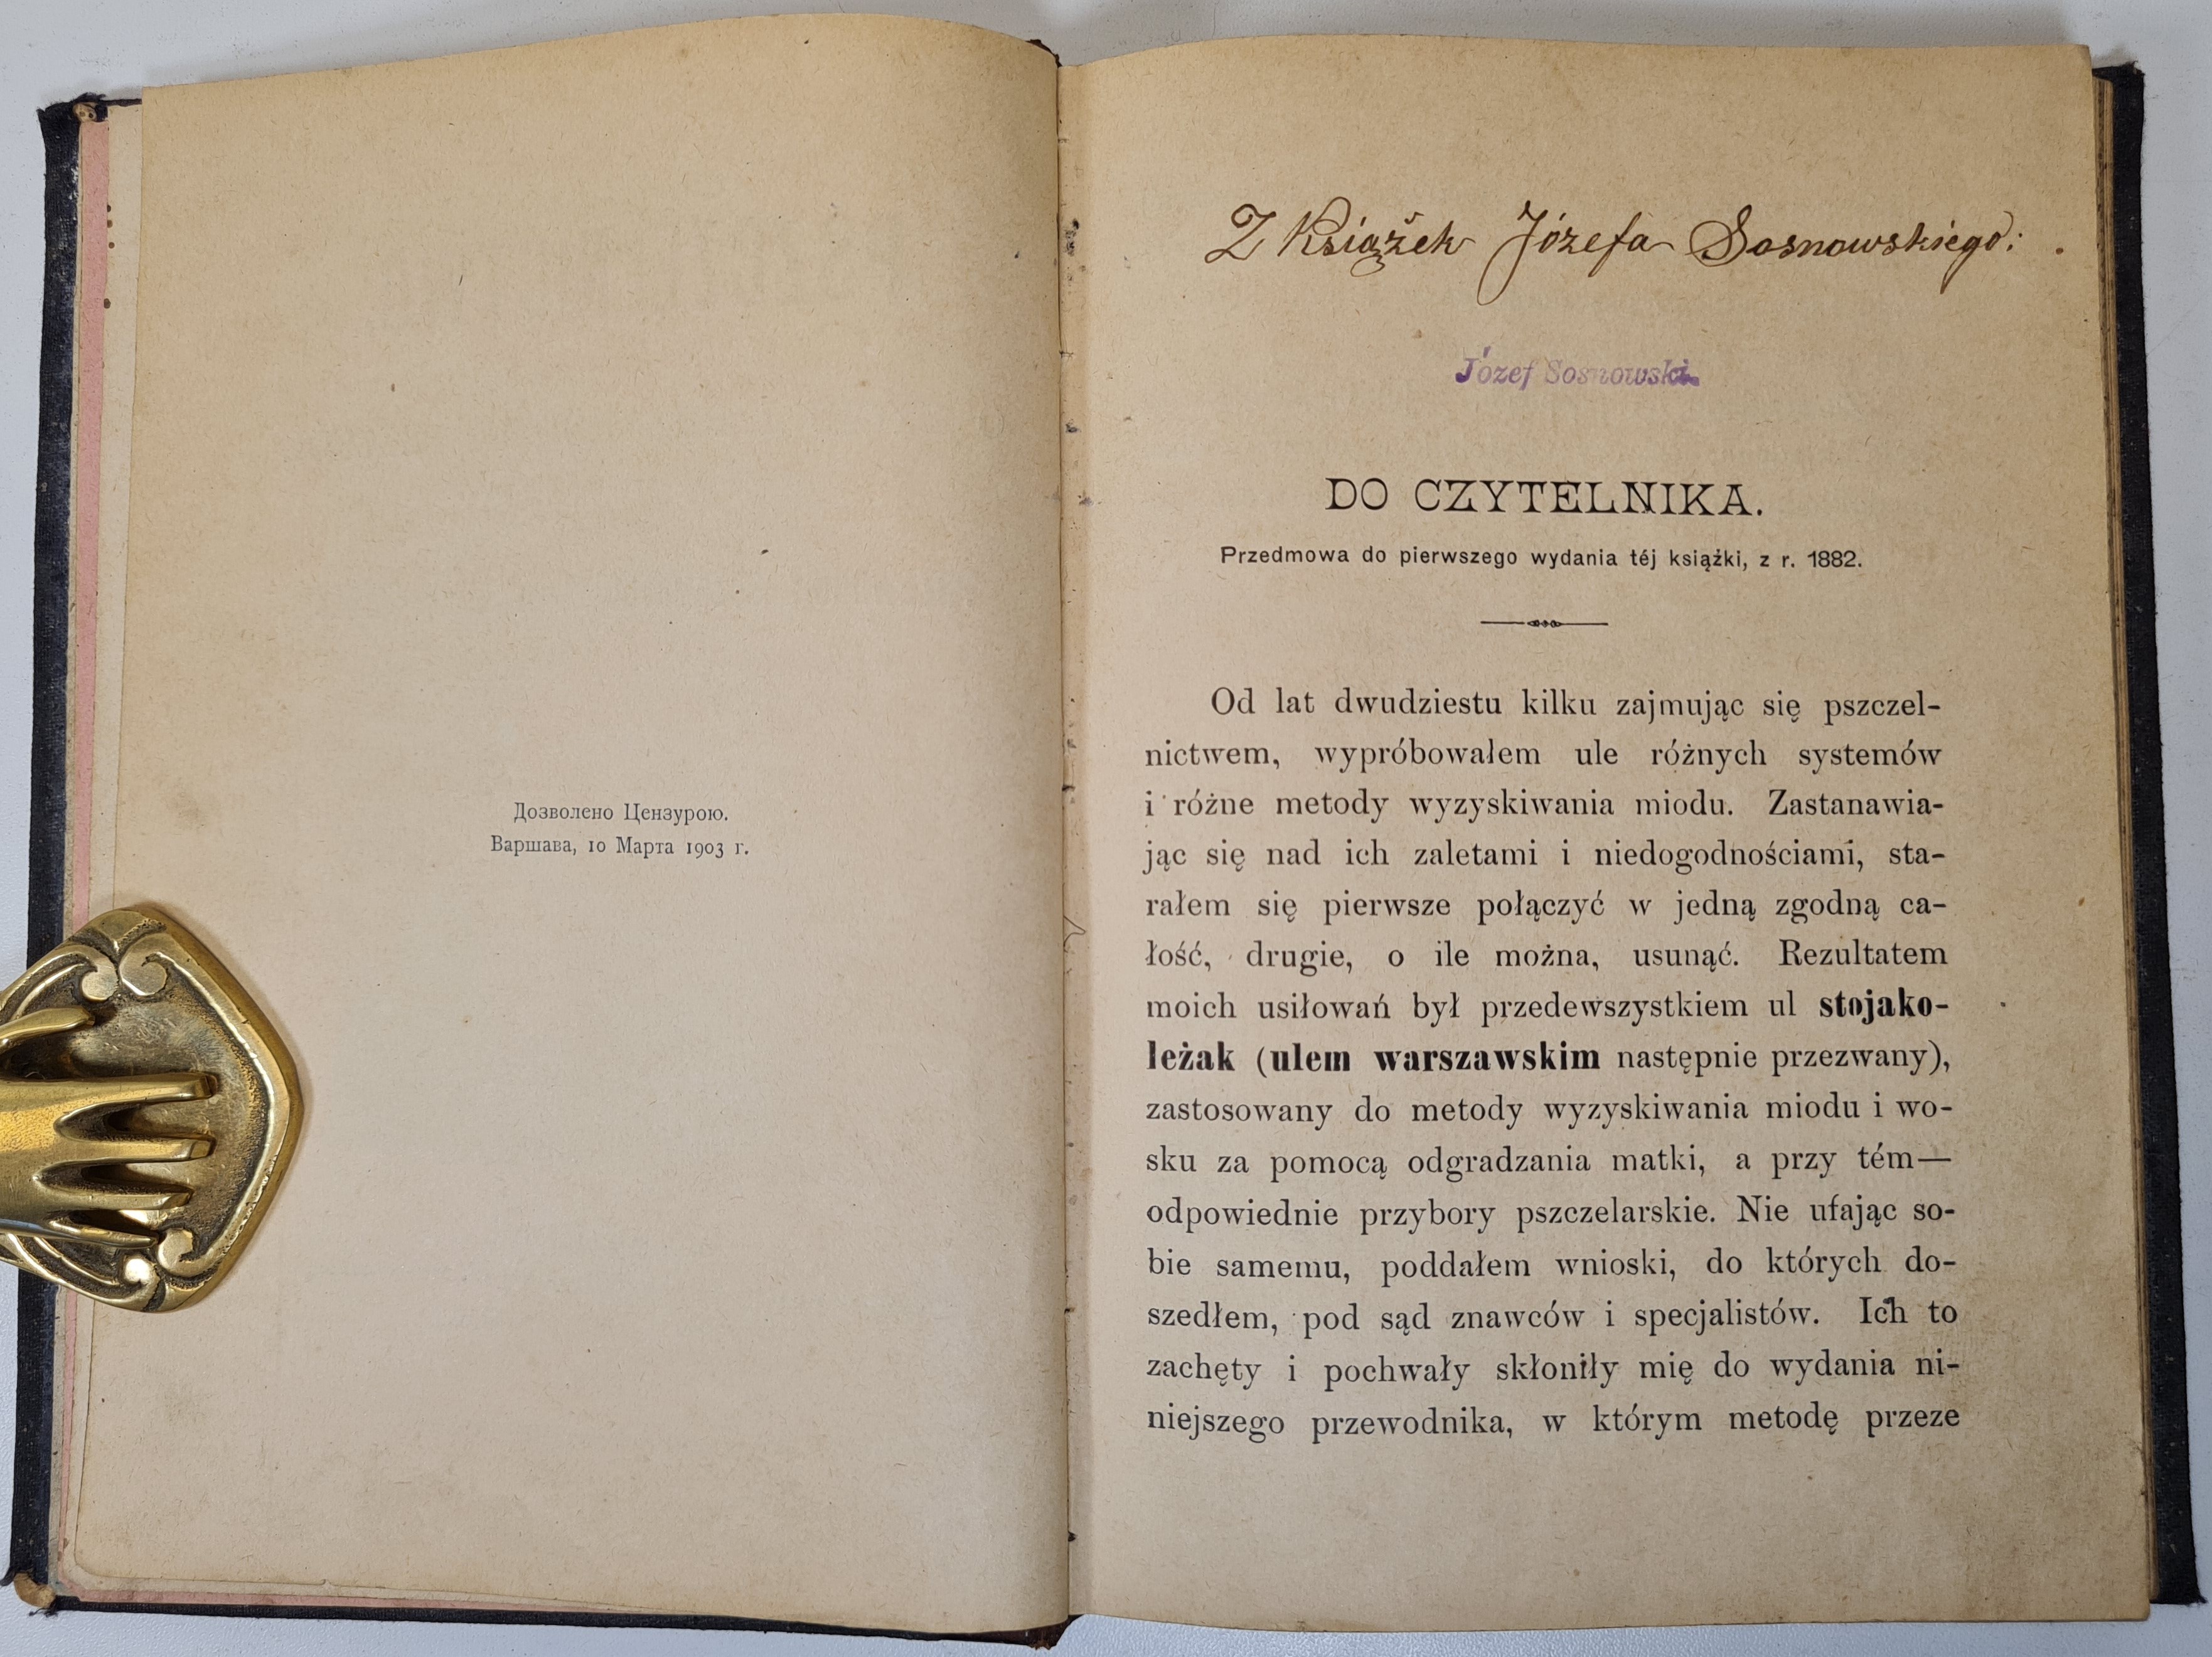 Дозволено Цензурою.
Варшава, 10 Марта 1903 г.
Z Książek Józefa Sosnowskiego:
Józef Sosnowski
DO CZYTELNIKA.
Przedmowa do pierwszego wydania téj książki, z r. 1882.
Od lat dwudziestu kilku zajmując się pszczel-
nictwem, wypróbowałem ule różnych systemów
i różne metody wyzyskiwania miodu. Zastanawia-
jąc się nad ich zaletami i niedogodnościami, sta-
rałem się pierwsze połączyć w jedną zgodną ca-
łość, drugie, o ile można, usunąć. Rezultatem
moich usiłowań był przedewszystkiem ul stojako-
leżak (ulem warszawskim następnie przezwany),
zastosowany do metody wyzyskiwania miodu i wo-
sku za pomocą odgradzania matki, a przy tém—
odpowiednie przybory pszczelarskie. Nie ufając so-
bie samemu, poddałem wnioski, do których do-
szedłem, pod sąd znawców i specjalistów. Ich to
zachęty i pochwały skłoniły mię do wydania ni-
niejszego przewodnika, w którym metodę przeze